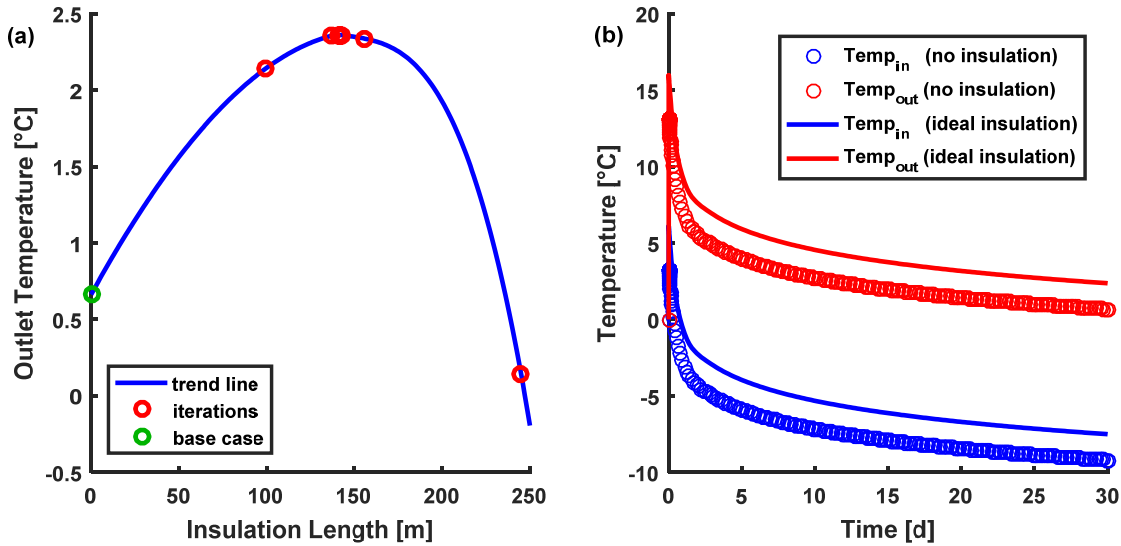 (a)
2.5
2
1.5
1
0.5
0
-0.5
Outlet Temperature [°C]
0 50 100 150 200 250
Insulation Length [m]
trend line
iterations
base case
(b)
20
15
10
5
0
-5
-10
Temperature [°C]
0 5 10 15 20 25 30
Time [d]
Temp_in (no insulation)
Temp_out (no insulation)
Temp_in (ideal insulation)
Temp_out (ideal insulation)